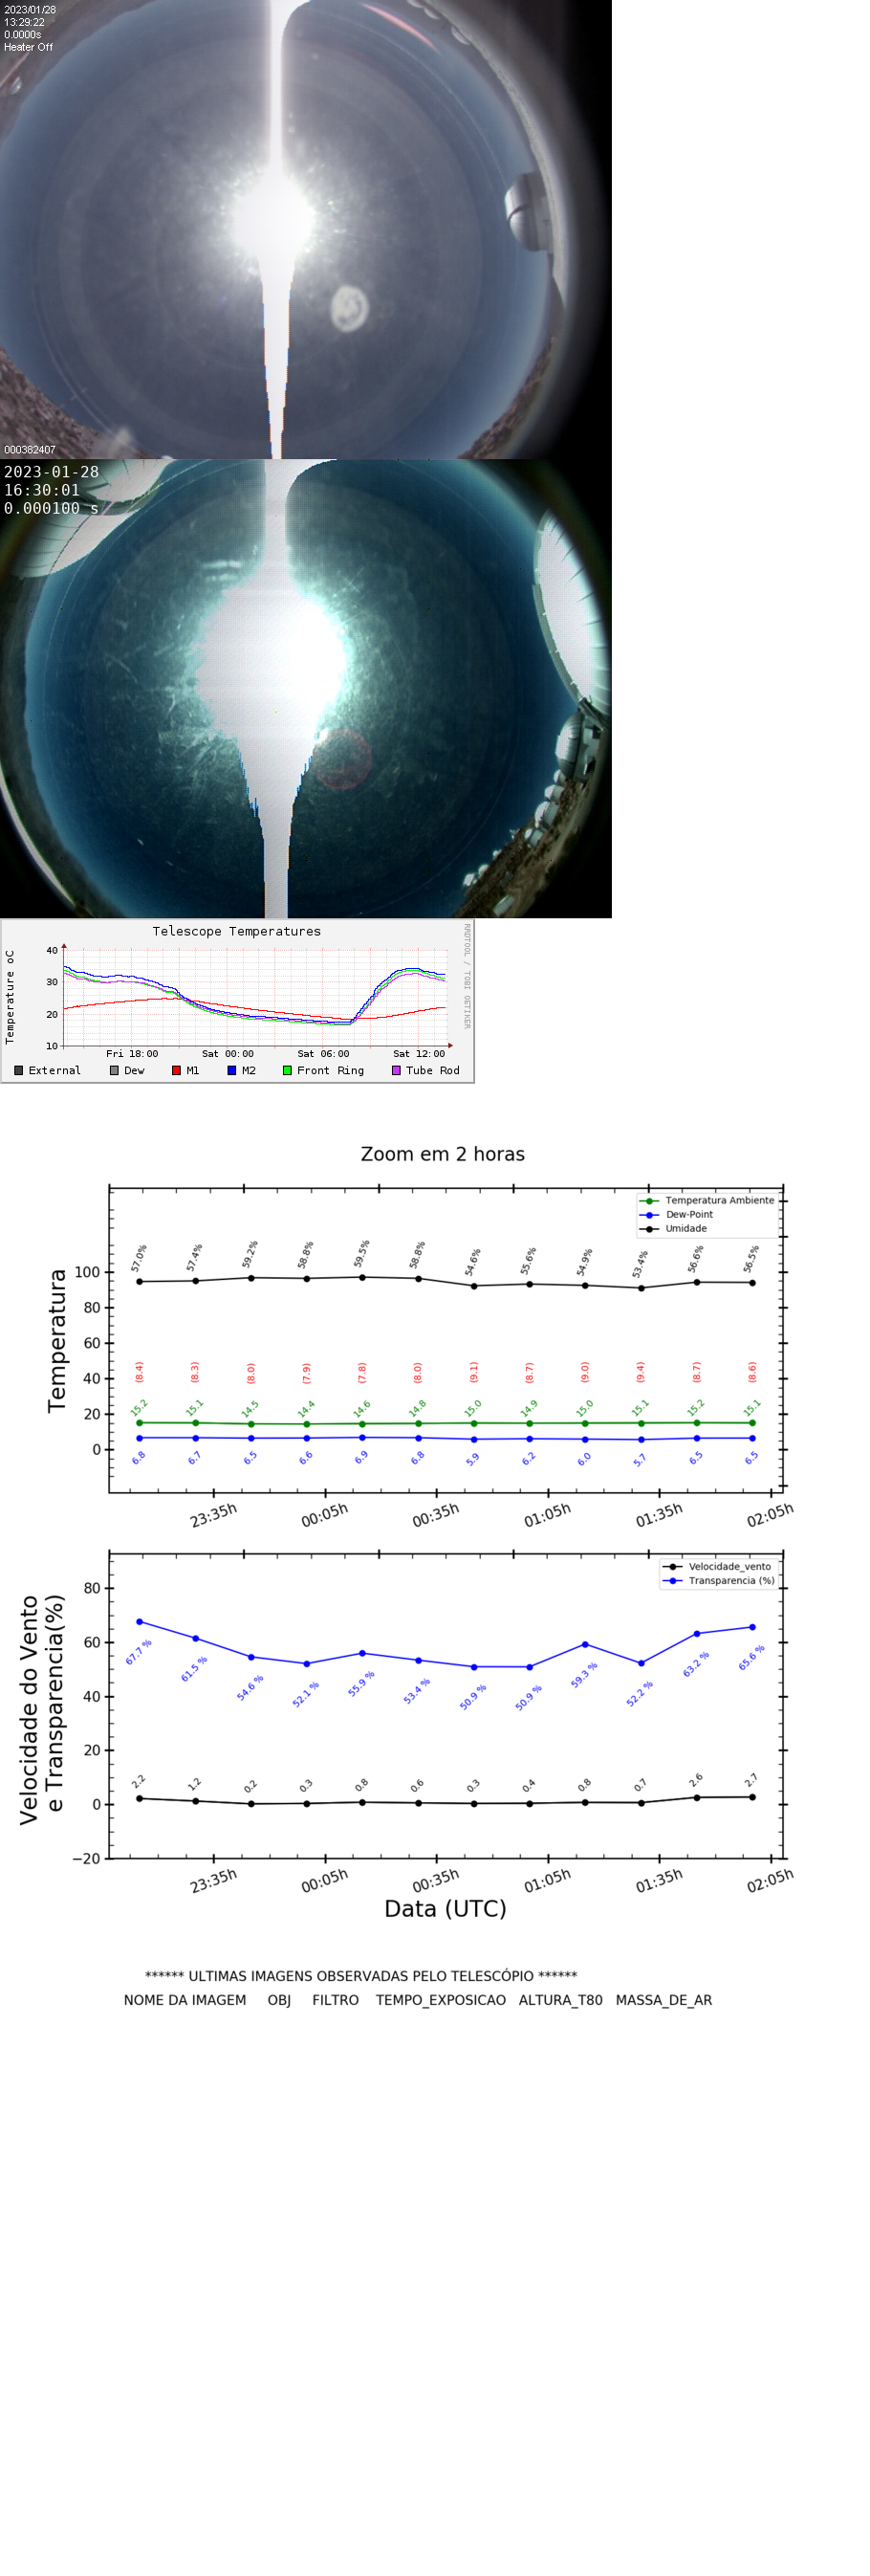 2023/01/28
13:29:22
0.0000s
Heater Off
000382407
2023-01-28
16:30:01
0.000100 s
Telescope Temperatures
RRDTOOL / TOBI OETIKER
Temperature oC
40
30
20
10
Fri 18:00 Sat 00:00 Sat 06:00 Sat 12:00
External Dew M1 M2 Front Ring Tube Rod
Zoom em 2 horas
Temperatura Ambiente
Dew-Point
Umidade
Temperatura
100
80
60
40
20
0
57.0% 57.4% 59.2% 58.8% 59.5% 58.8% 54.6% 55.6% 54.9% 53.4% 56.6% 56.5%
(8.4) (8.3) (8.0) (7.9) (7.8) (8.0) (9.1) (8.7) (9.0) (9.4) (8.7) (8.6)
15.2 15.1 14.5 14.4 14.6 14.8 15.0 14.9 15.0 15.1 15.2 15.1
6.8 6.7 6.5 6.6 6.9 6.8 5.9 6.2 6.0 5.7 6.5 6.5
23:35h 00:05h 00:35h 01:05h 01:35h 02:05h
Velocidade_vento
Transparencia (%)
Velocidade do Vento
e Transparencia(%)
80
60
40
20
0
−20
67.7 % 61.5 % 54.6 % 52.1 % 55.9 % 53.4 % 50.9 % 50.9 % 59.3 % 52.2 % 63.2 % 65.6 %
2.2 1.2 0.2 0.3 0.8 0.6 0.3 0.4 0.8 0.7 2.6 2.7
23:35h 00:05h 00:35h 01:05h 01:35h 02:05h
Data (UTC)
****** ULTIMAS IMAGENS OBSERVADAS PELO TELESCÓPIO ******
NOME DA IMAGEM OBJ FILTRO TEMPO_EXPOSICAO ALTURA_T80 MASSA_DE_AR